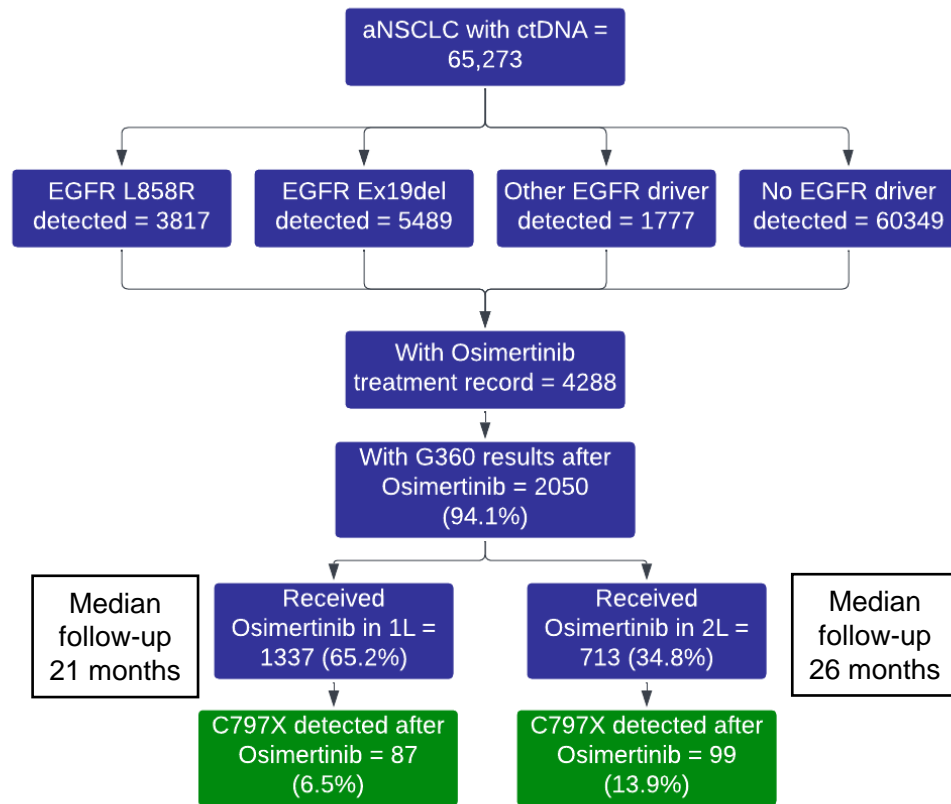 aNSCLC with ctDNA =
65,273
EGFR L858R
detected = 3817
EGFR Ex19del
detected = 5489
Other EGFR driver
detected = 1777
No EGFR driver
detected = 60349
With Osimertinib
treatment record = 4288
With G360 results after
Osimertinib = 2050
(94.1%)
Median
follow-up
21 months
Received
Osimertinib in 1L =
1337 (65.2%)
Received
Osimertinib in 2L =
713 (34.8%)
Median
follow-up
26 months
C797X detected after
Osimertinib = 87
(6.5%)
C797X detected after
Osimertinib = 99
(13.9%)